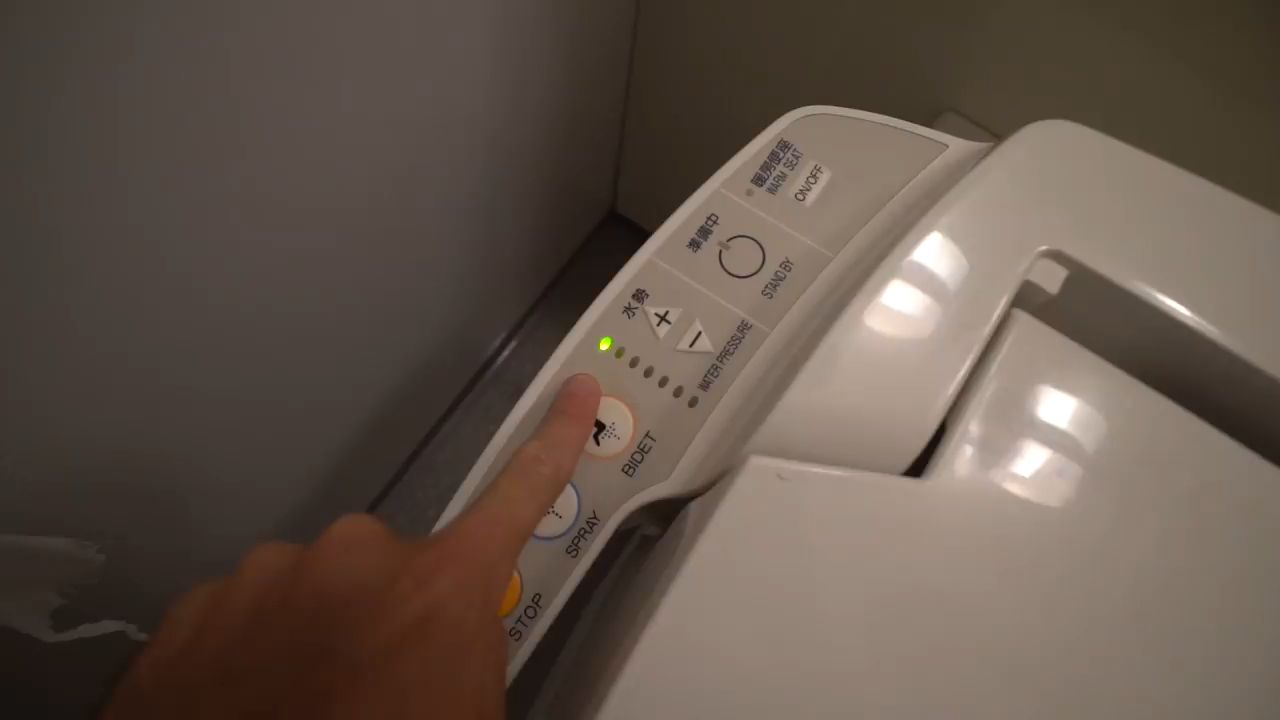 暖房便座
WARM SEAT
ON/OFF
準備中
STAND BY
水勢
+
−
WATER PRESSURE
BIDET
SPRAY
STOP